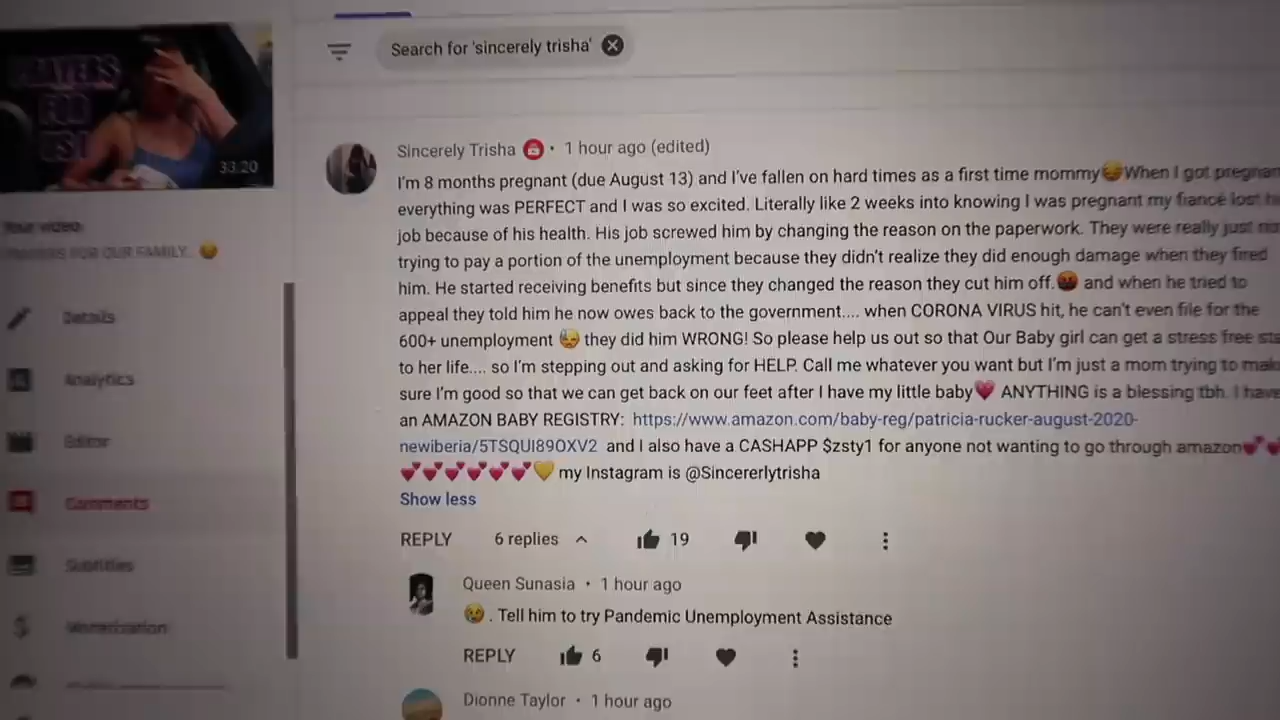 Search for 'sincerely trisha'
PRAYERS
FOR
US!
33:20
Your video
PRAYERS FOR OUR FAMILY..
Details
Analytics
Editor
Comments
Subtitles
Monetization
Sincerely Trisha • 1 hour ago (edited)
I'm 8 months pregnant (due August 13) and I've fallen on hard times as a first time mommy😔When I got pregnan
everything was PERFECT and I was so excited. Literally like 2 weeks into knowing I was pregnant my fiance lost
job because of his health. His job screwed him by changing the reason on the paperwork. They were really just
trying to pay a portion of the unemployment because they didn't realize they did enough damage when they fired
him. He started receiving benefits but since they changed the reason they cut him off.🤬 and when he tried to
appeal they told him he now owes back to the government.... when CORONA VIRUS hit, he can't even file for the
600+ unemployment 😓 they did him WRONG! So please help us out so that Our Baby girl can get a stress free
to her life.... so I'm stepping out and asking for HELP. Call me whatever you want but I'm just a mom trying to
sure I'm good so that we can get back on our feet after I have my little baby💗 ANYTHING is a blessing tbh. I have
an AMAZON BABY REGISTRY: https://www.amazon.com/baby-reg/patricia-rucker-august-2020-
newiberia/5TSQUI89OXV2 and I also have a CASHAPP $zsty1 for anyone not wanting to go through amazon💕💕
💕💕💕💕💕💕💛 my Instagram is @Sincererlytrisha
Show less
REPLY 6 replies 19
Queen Sunasia • 1 hour ago
😢 . Tell him to try Pandemic Unemployment Assistance
REPLY 6
Dionne Taylor • 1 hour ago